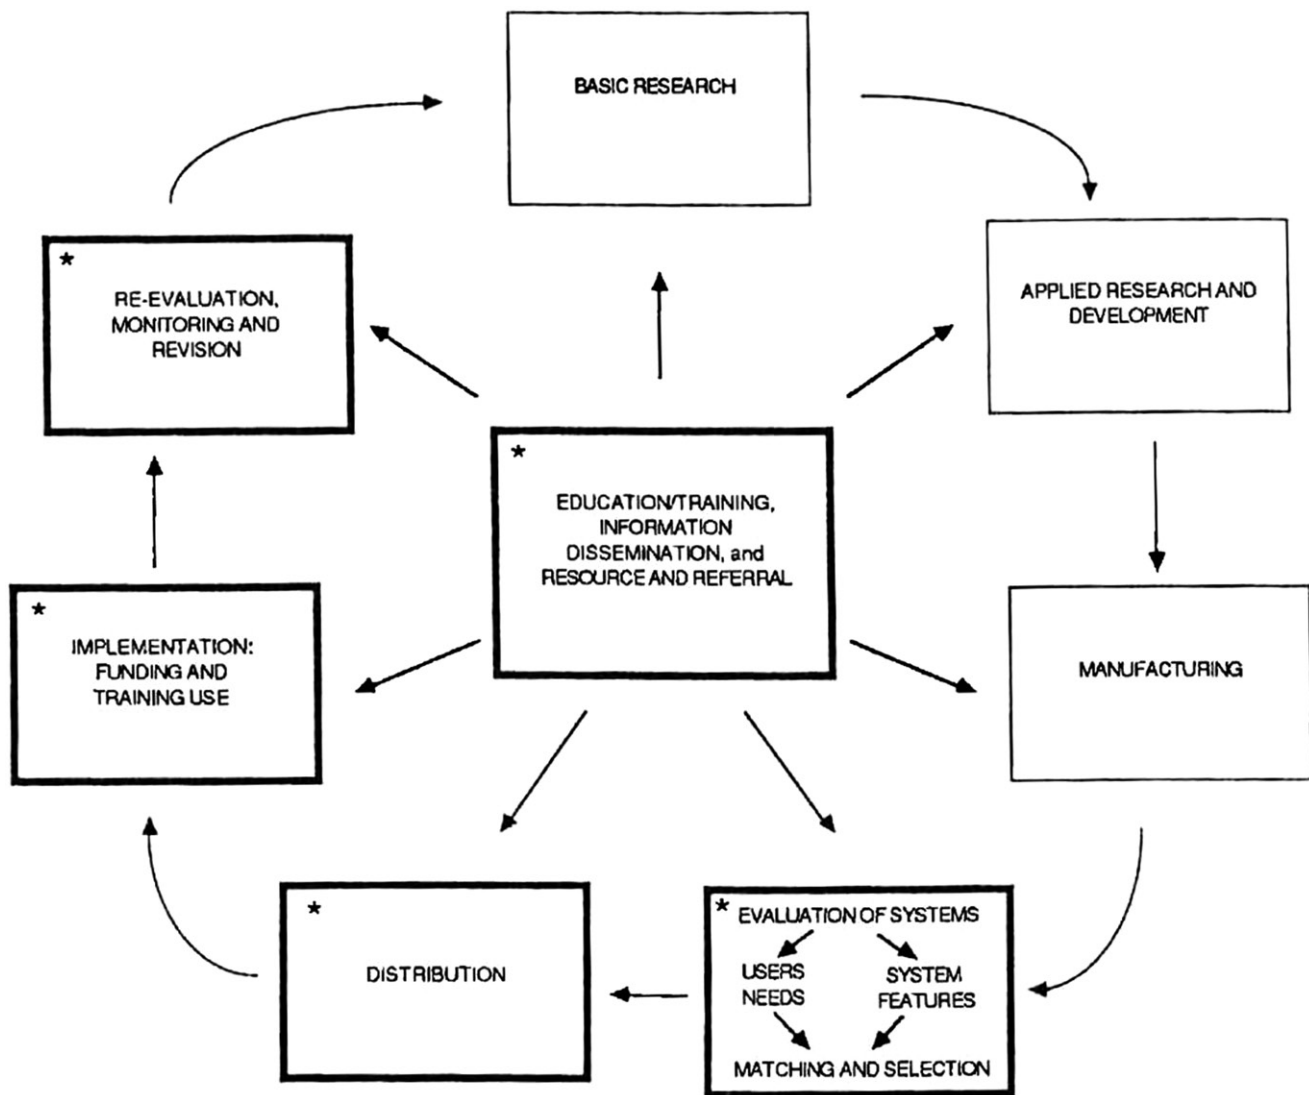 BASIC RESEARCH
APPLIED RESEARCH AND
DEVELOPMENT
*
RE-EVALUATION,
MONITORING AND
REVISION
*
EDUCATION/TRAINING,
INFORMATION
DISSEMINATION, and
RESOURCE AND REFERRAL
*
IMPLEMENTATION:
FUNDING AND
TRAINING USE
MANUFACTURING
*
DISTRIBUTION
* EVALUATION OF SYSTEMS
USERS
NEEDS
SYSTEM
FEATURES
MATCHING AND SELECTION